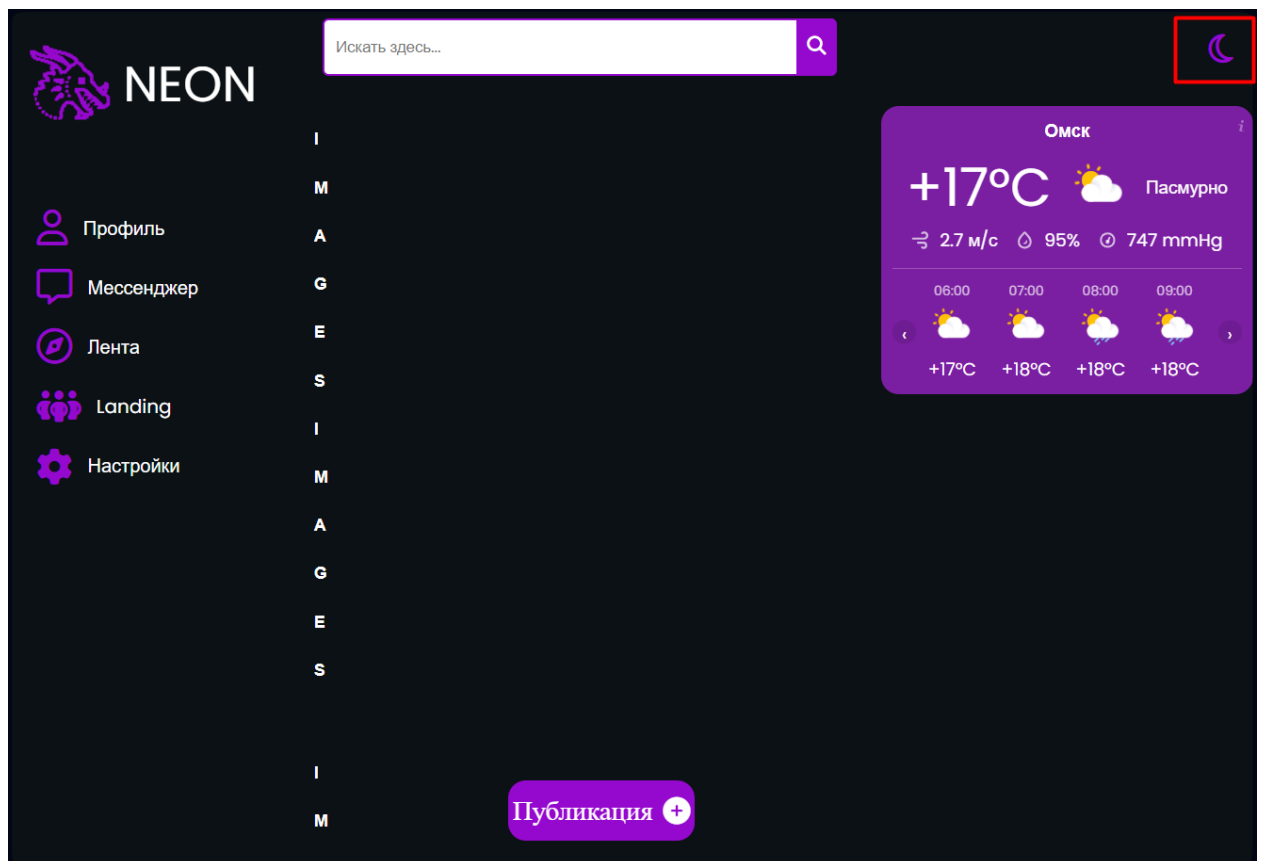 NEON
Искать здесь...
Профиль
Мессенджер
Лента
Landing
Настройки
I
M
A
G
E
S
I
M
A
G
E
S
I
M
Публикация +
Омск
i
+17°C Пасмурно
2.7 м/с 95% 747 mmHg
06:00 07:00 08:00 09:00
‹ ›
+17°C +18°C +18°C +18°C